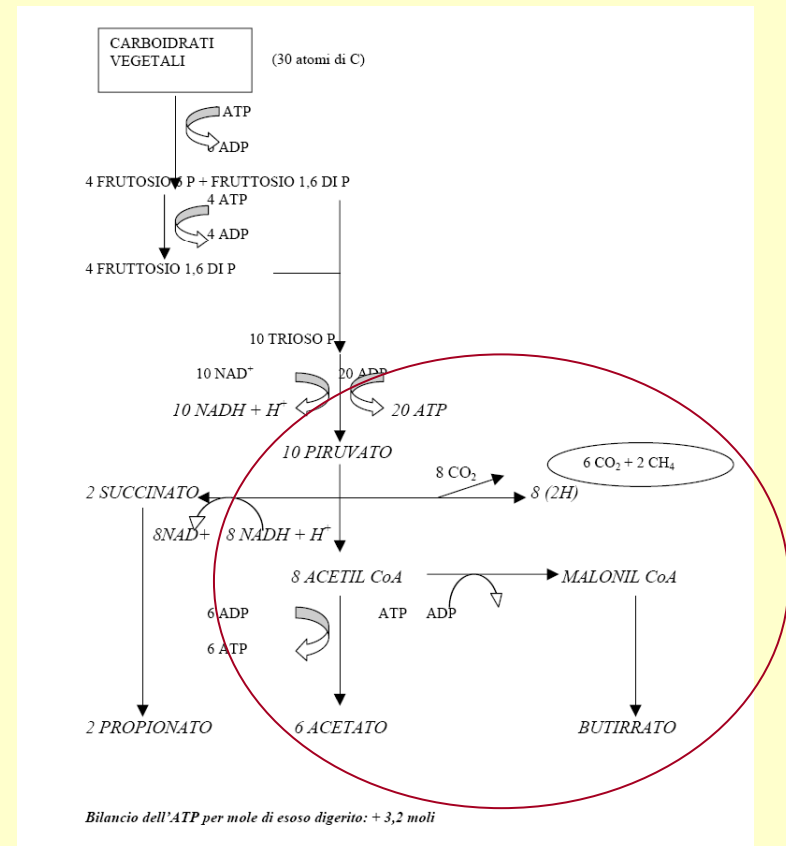 CARBOIDRATI
VEGETALI
(30 atomi di C)
ATP
ADP
4 FRUTOSIO 6 P + FRUTTOSIO 1,6 DI P
4 ATP
4 ADP
4 FRUTTOSIO 1,6 DI P
10 TRIOSO P
10 NAD⁺ 20 ADP
10 NADH + H⁺ 20 ATP
10 PIRUVATO
8 CO₂ 6 CO₂ + 2 CH₄
2 SUCCINATO 8 (2H)
8NAD+ 8 NADH + H⁺
8 ACETIL CoA MALONIL CoA
6 ADP ATP ADP
6 ATP
2 PROPIONATO 6 ACETATO BUTIRRATO
Bilancio dell'ATP per mole di esoso digerito: + 3,2 moli